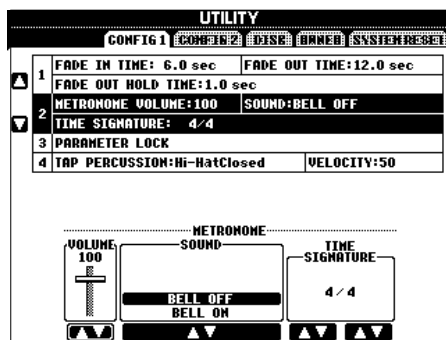 UTILITY
CONFIG 1 CONFIG 2 DISK OWNER SYSTEM RESET
1 FADE IN TIME: 6.0 sec FADE OUT TIME:12.0 sec
FADE OUT HOLD TIME:1.0 sec
2 METRONOME VOLUME:100 SOUND:BELL OFF
TIME SIGNATURE: 4/4
3 PARAMETER LOCK
4 TAP PERCUSSION:Hi-HatClosed VELOCITY:50
METRONOME
VOLUME SOUND TIME SIGNATURE
100
4/4
BELL OFF
BELL ON